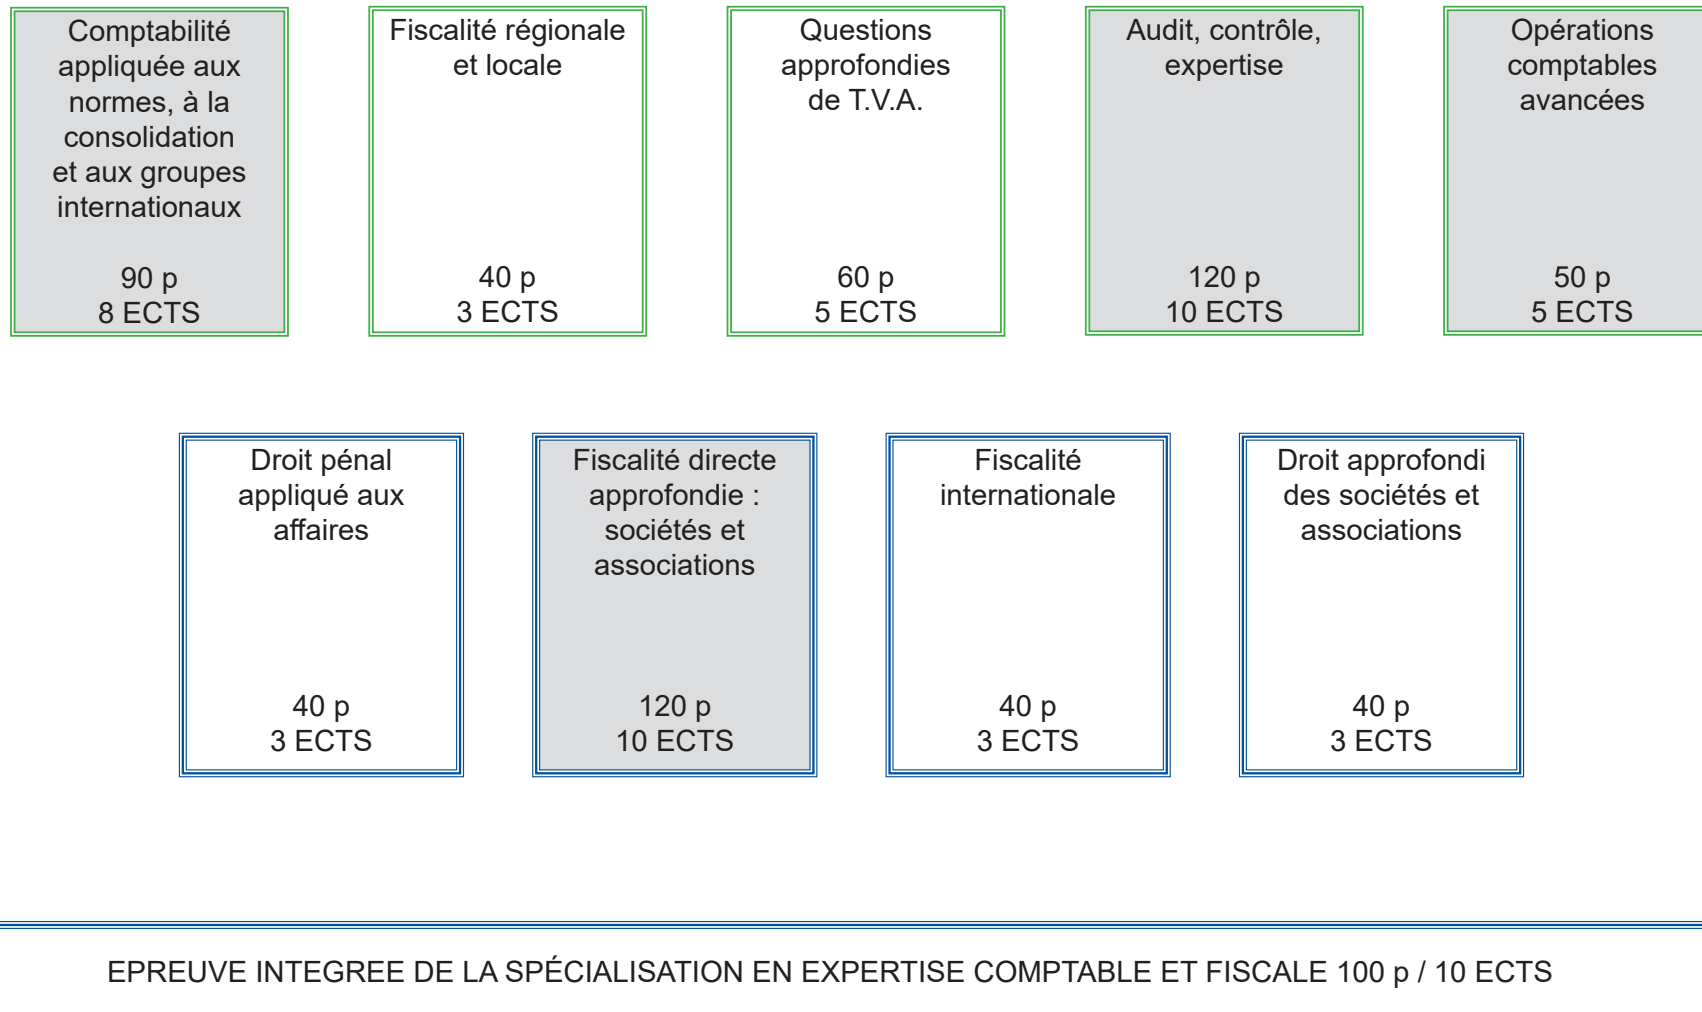 Comptabilité
appliquée aux
normes, à la
consolidation
et aux groupes
internationaux
90 p
8 ECTS
Fiscalité régionale
et locale
40 p
3 ECTS
Questions
approfondies
de T.V.A.
60 p
5 ECTS
Audit, contrôle,
expertise
120 p
10 ECTS
Opérations
comptables
avancées
50 p
5 ECTS
Droit pénal
appliqué aux
affaires
40 p
3 ECTS
Fiscalité directe
approfondie :
sociétés et
associations
120 p
10 ECTS
Fiscalité
internationale
40 p
3 ECTS
Droit approfondi
des sociétés et
associations
40 p
3 ECTS
EPREUVE INTEGREE DE LA SPÉCIALISATION EN EXPERTISE COMPTABLE ET FISCALE 100 p / 10 ECTS